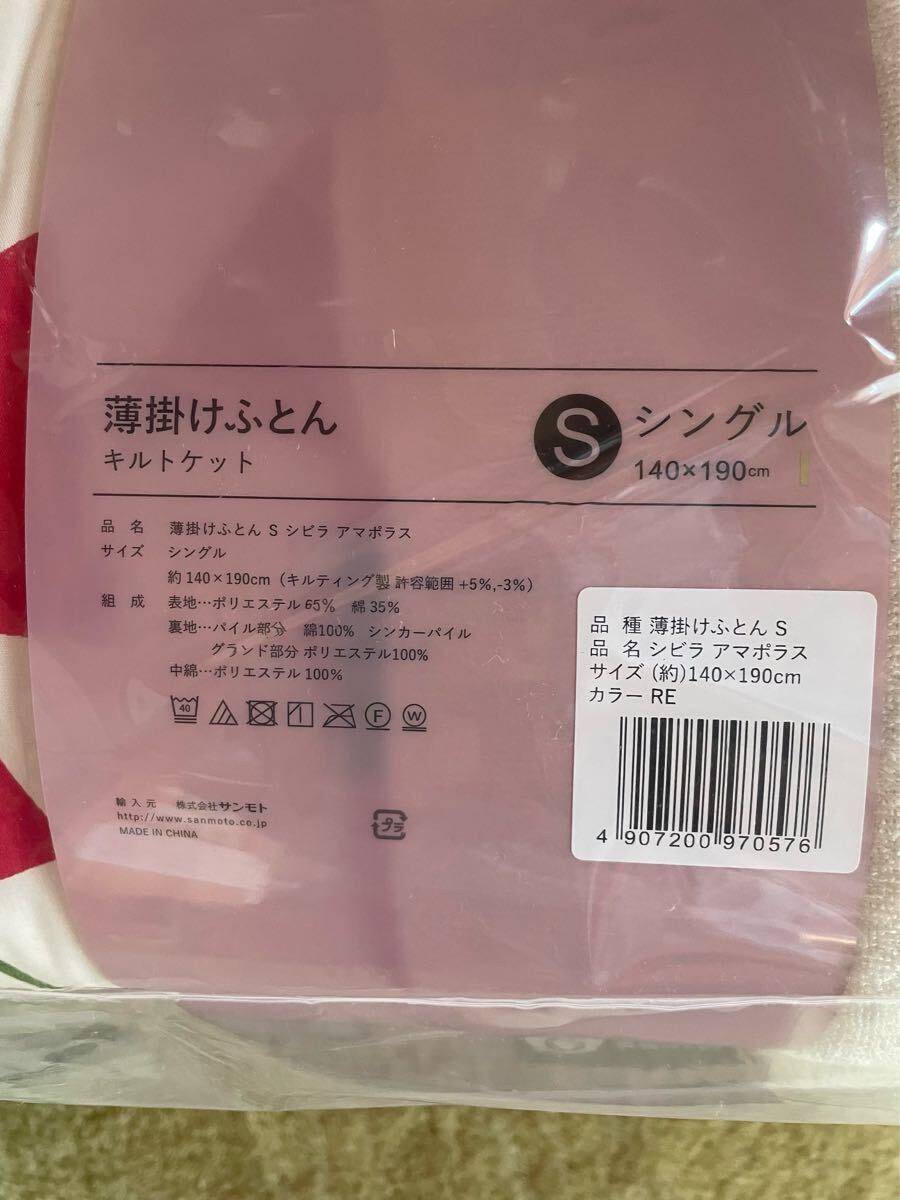 薄掛けふとん
キルトケット
S シングル
140×190cm
品 名 薄掛けふとん S シビラ アマポラス
サイズ シングル
約140×190cm（キルティング製 許容範囲 +5%,-3%）
組 成 表地…ポリエステル 65% 綿 35%
裏地…パイル部分 綿100% シンカーパイル
グランド部分 ポリエステル100%
中綿…ポリエステル 100%
40 F W
輸入元 株式会社サンモト
http://www.sanmoto.co.jp
MADE IN CHINA
プラ
品 種 薄掛けふとん S
品 名 シビラ アマポラス
サイズ (約)140×190cm
カラー RE
4 907200 970576